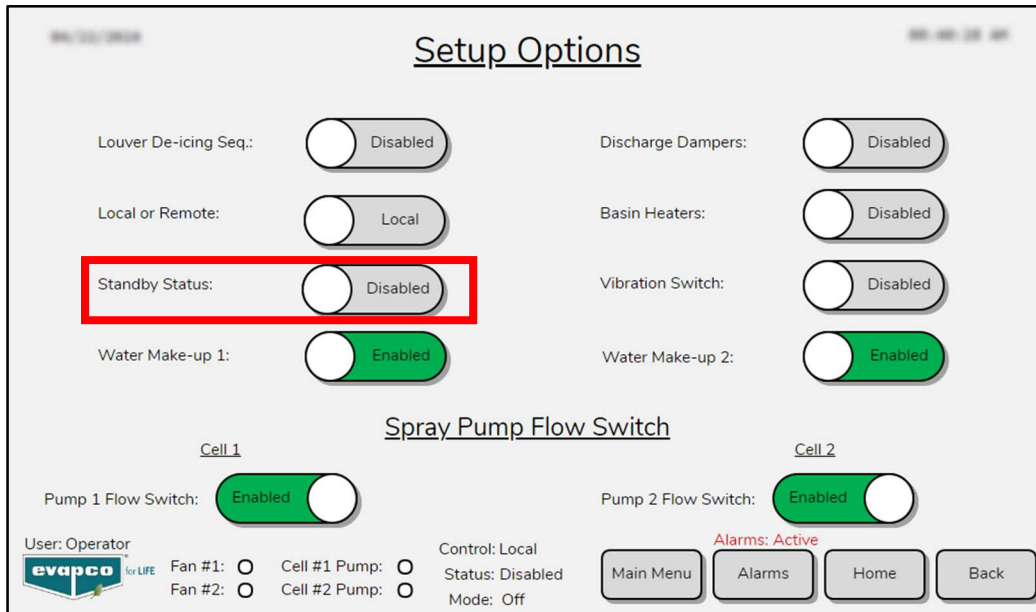 Setup Options
Louver De-icing Seq.: Disabled
Discharge Dampers: Disabled
Local or Remote: Local
Basin Heaters: Disabled
Standby Status: Disabled
Vibration Switch: Disabled
Water Make-up 1: Enabled
Water Make-up 2: Enabled
Spray Pump Flow Switch
Cell 1
Cell 2
Pump 1 Flow Switch: Enabled
Pump 2 Flow Switch: Enabled
User: Operator
evapco for LIFE
Fan #1:
Cell #1 Pump:
Fan #2:
Cell #2 Pump:
Control: Local
Status: Disabled
Mode: Off
Alarms: Active
Main Menu
Alarms
Home
Back